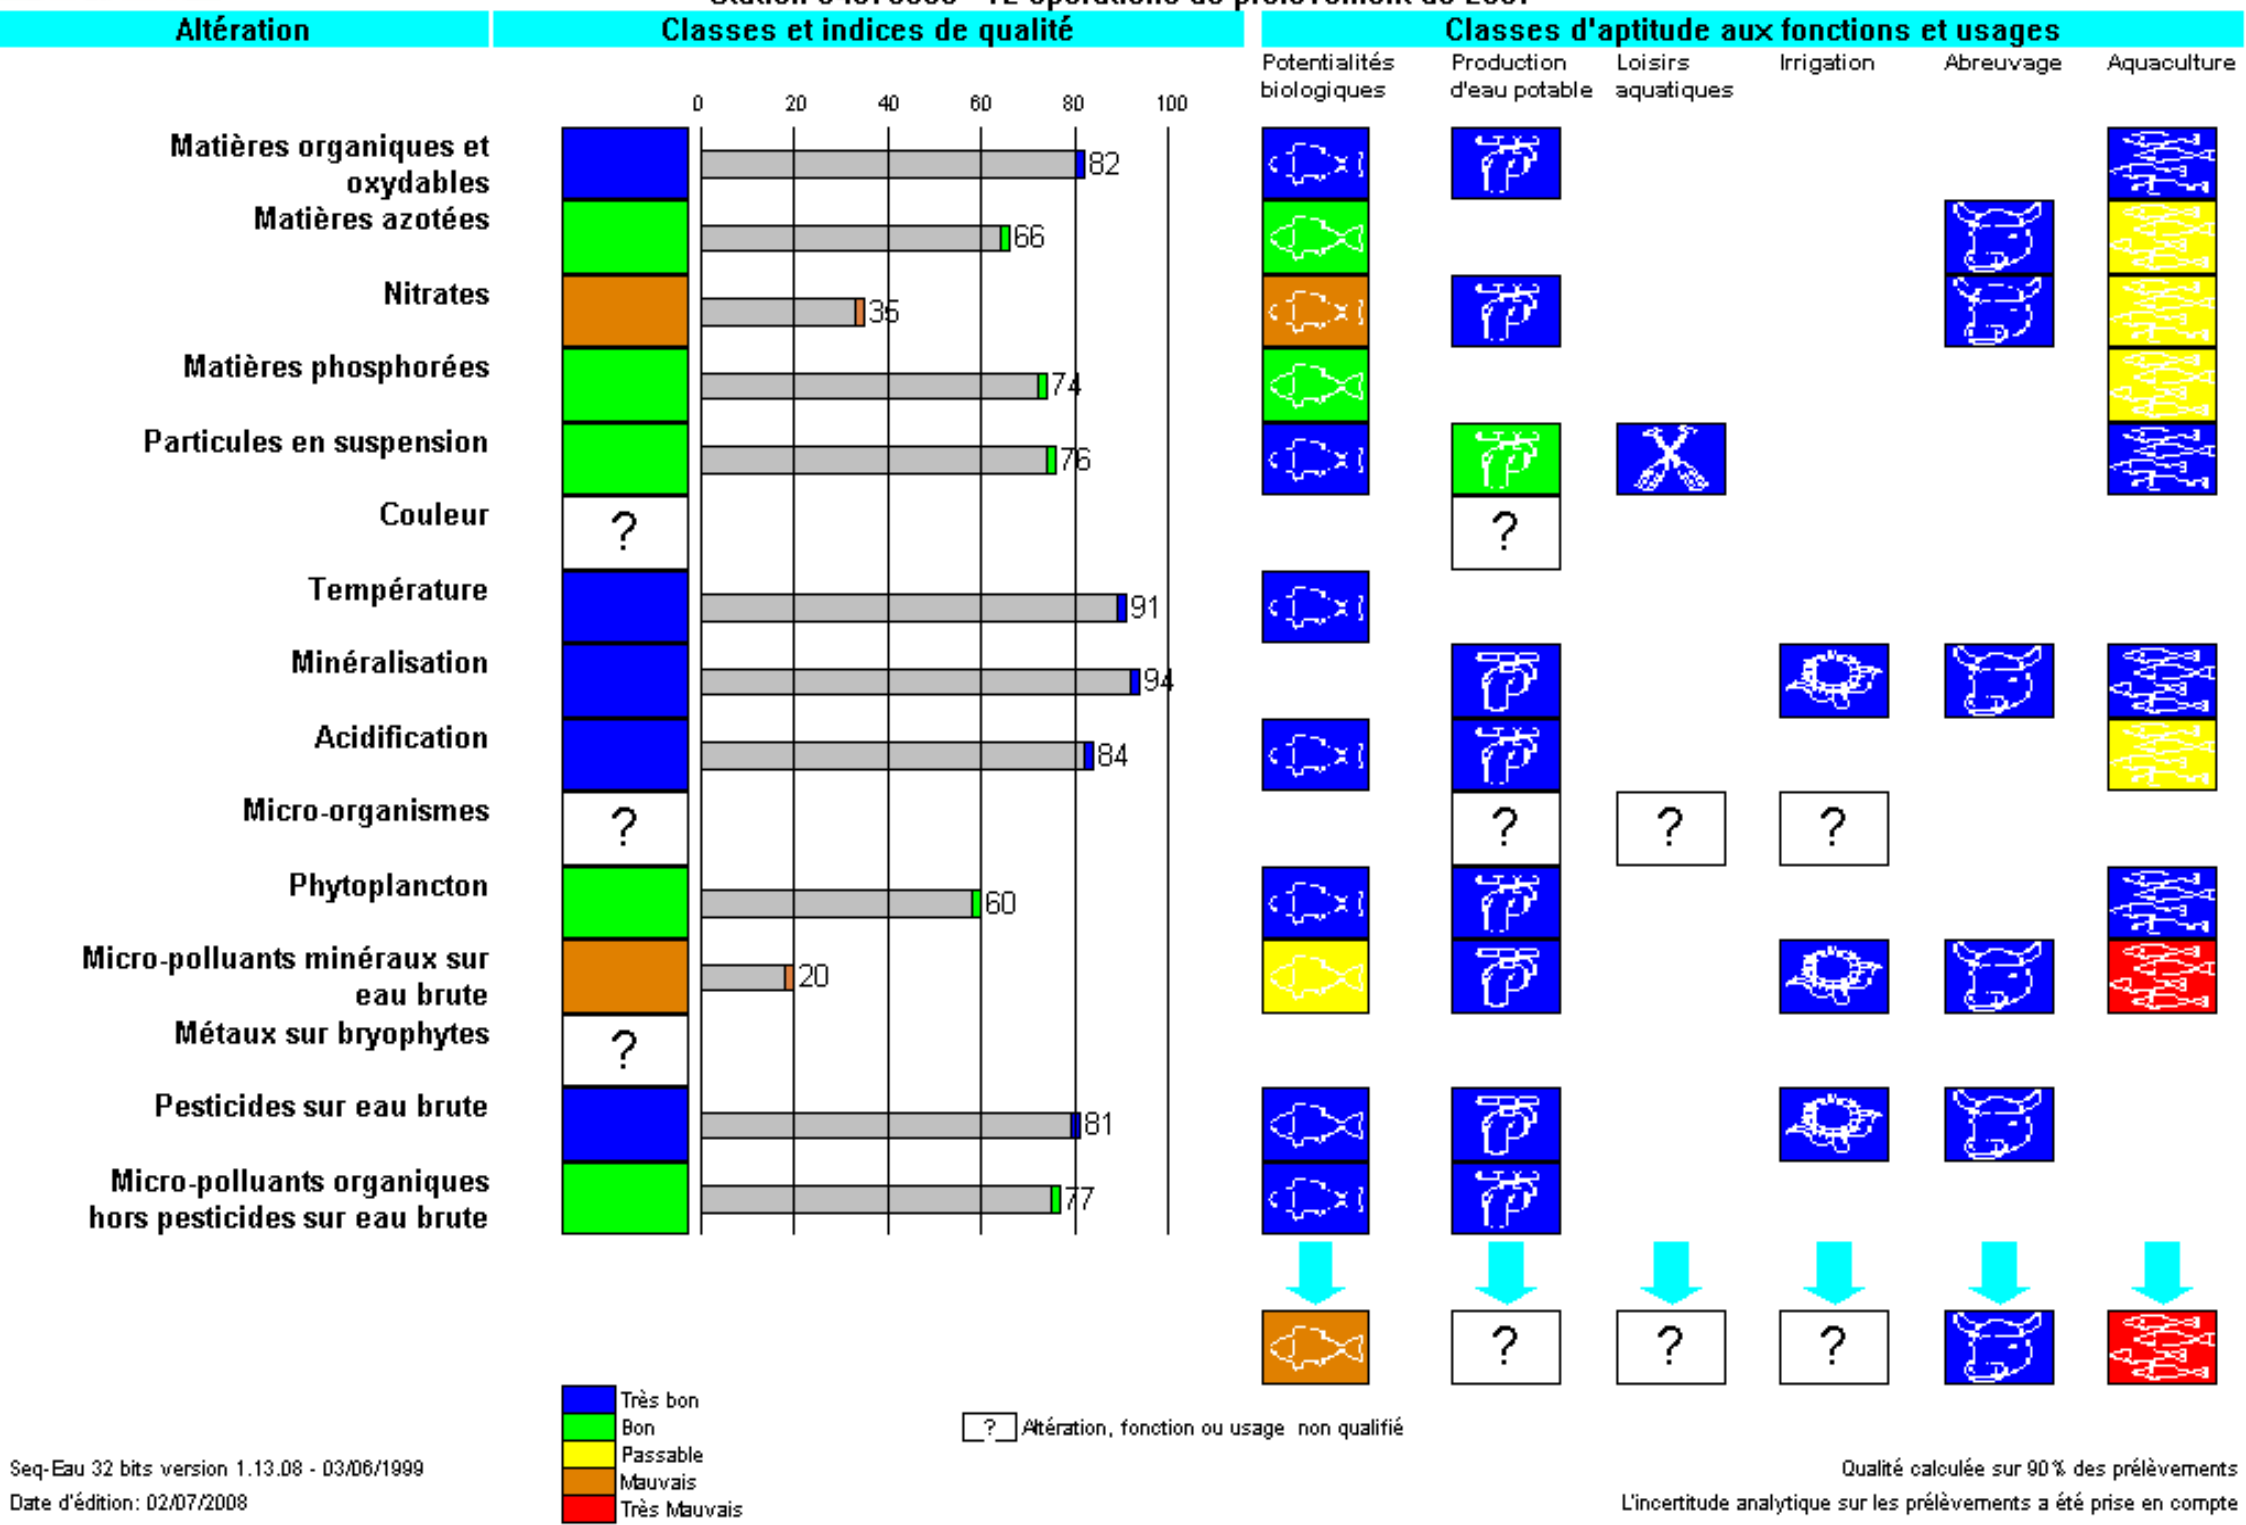 Altération
Classes et indices de qualité
Classes d'aptitude aux fonctions et usages
Potentialités
biologiques
Production
d'eau potable
Loisirs
aquatiques
Irrigation
Abreuvage
Aquaculture
0 20 40 60 80 100
Matières organiques et
oxydables
82
Matières azotées
66
Nitrates
35
Matières phosphorées
74
Particules en suspension
76
Couleur
? ?
Température
91
Minéralisation
94
Acidification
84
Micro-organismes
? ? ? ?
Phytoplancton
60
Micro-polluants minéraux sur
eau brute
20
Métaux sur bryophytes
?
Pesticides sur eau brute
81
Micro-polluants organiques
hors pesticides sur eau brute
77
? ? ?
Très bon
Bon
Passable
Mauvais
Très Mauvais
? Altération, fonction ou usage non qualifié
Seq-Eau 32 bits version 1.13.08 - 03/06/1999
Date d'édition: 02/07/2008
Qualité calculée sur 90% des prélèvements
L'incertitude analytique sur les prélèvements a été prise en compte